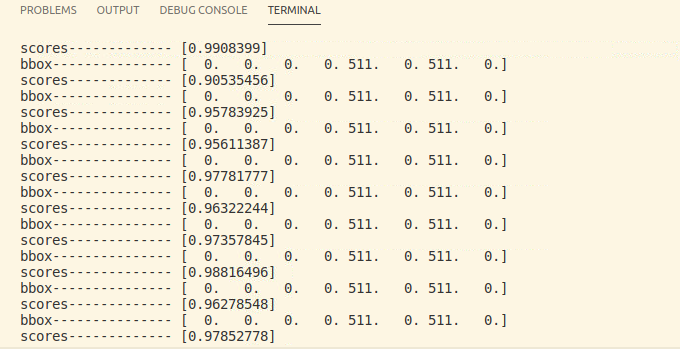 PROBLEMS OUTPUT DEBUG CONSOLE TERMINAL
scores------------- [0.9908399]
bbox--------------- [  0.   0.   0.   0. 511.   0. 511.   0.]
scores------------- [0.90535456]
bbox--------------- [  0.   0.   0.   0. 511.   0. 511.   0.]
scores------------- [0.95783925]
bbox--------------- [  0.   0.   0.   0. 511.   0. 511.   0.]
scores------------- [0.95611387]
bbox--------------- [  0.   0.   0.   0. 511.   0. 511.   0.]
scores------------- [0.97781777]
bbox--------------- [  0.   0.   0.   0. 511.   0. 511.   0.]
scores------------- [0.96322244]
bbox--------------- [  0.   0.   0.   0. 511.   0. 511.   0.]
scores------------- [0.97357845]
bbox--------------- [  0.   0.   0.   0. 511.   0. 511.   0.]
scores------------- [0.98816496]
bbox--------------- [  0.   0.   0.   0. 511.   0. 511.   0.]
scores------------- [0.96278548]
bbox--------------- [  0.   0.   0.   0. 511.   0. 511.   0.]
scores------------- [0.97852778]